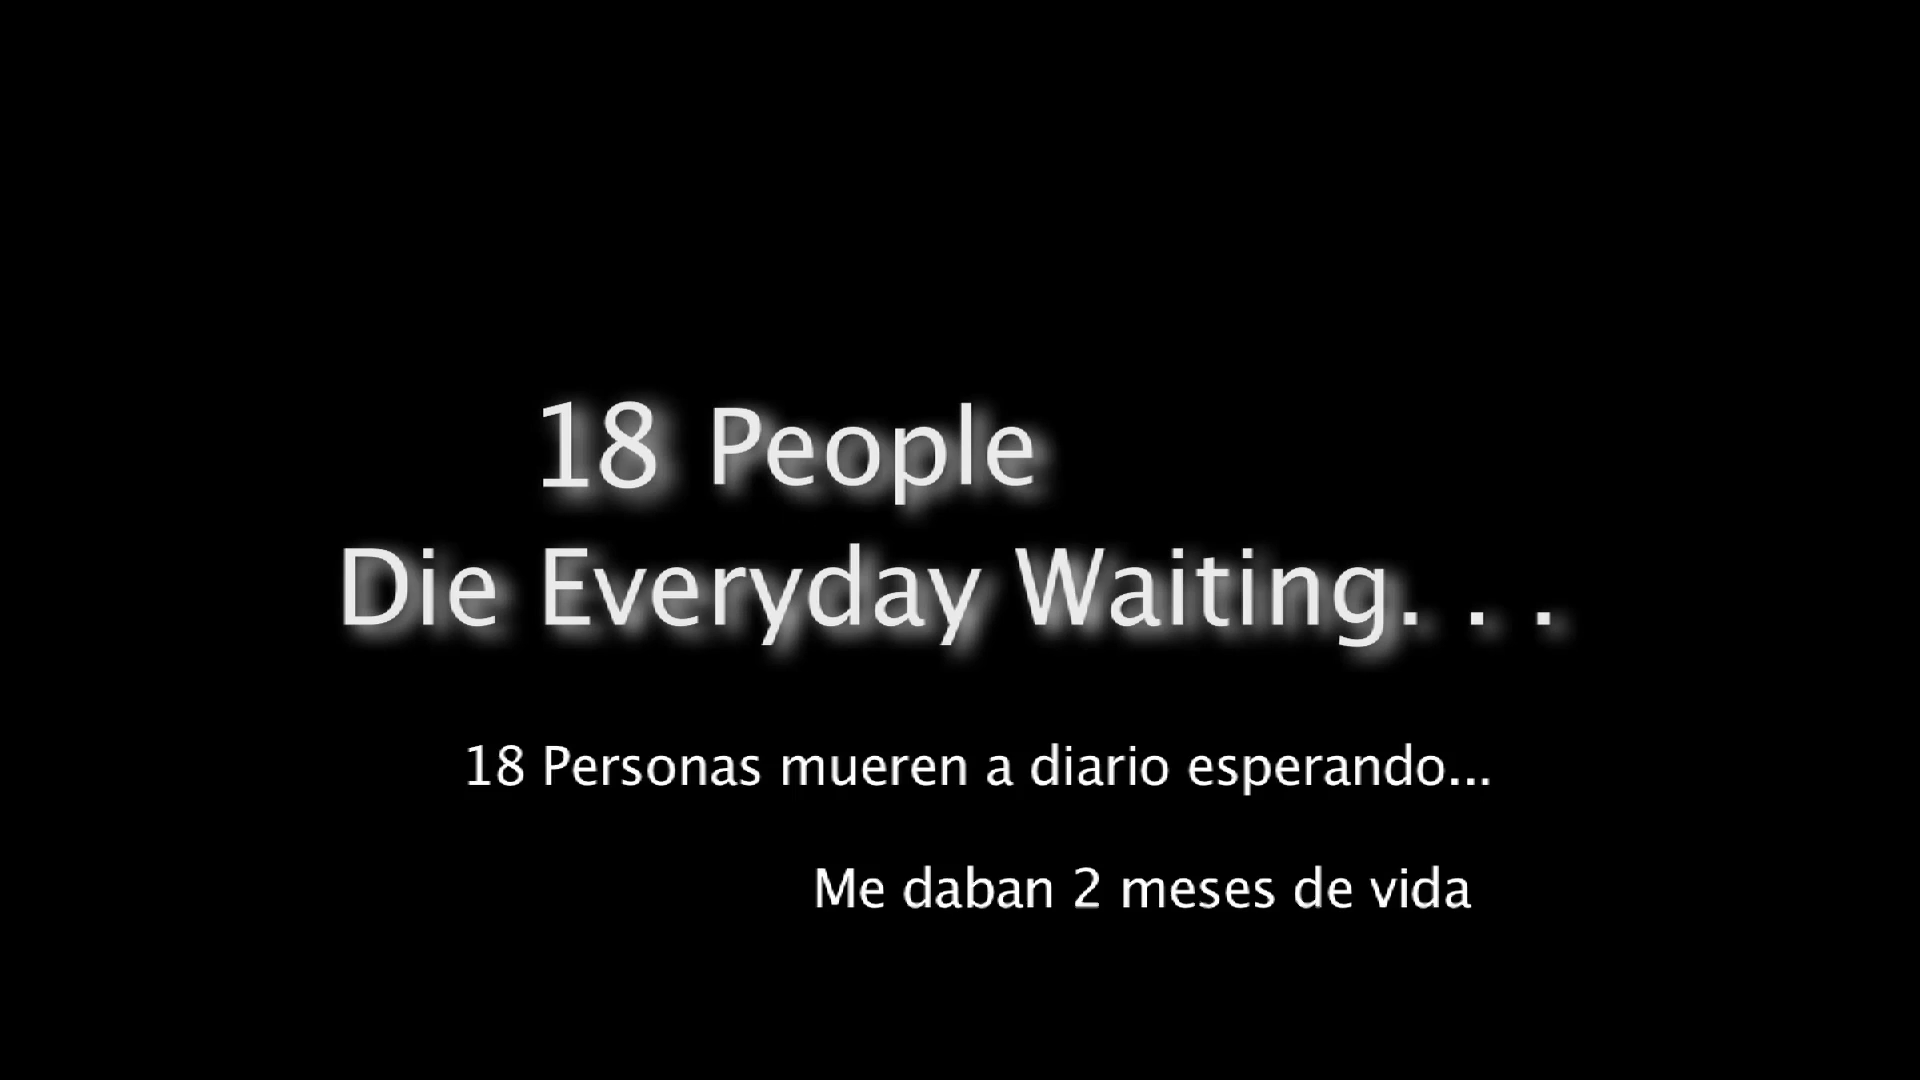 18 People
Die Everyday Waiting. . .
18 Personas mueren a diario esperando...
Me daban 2 meses de vida